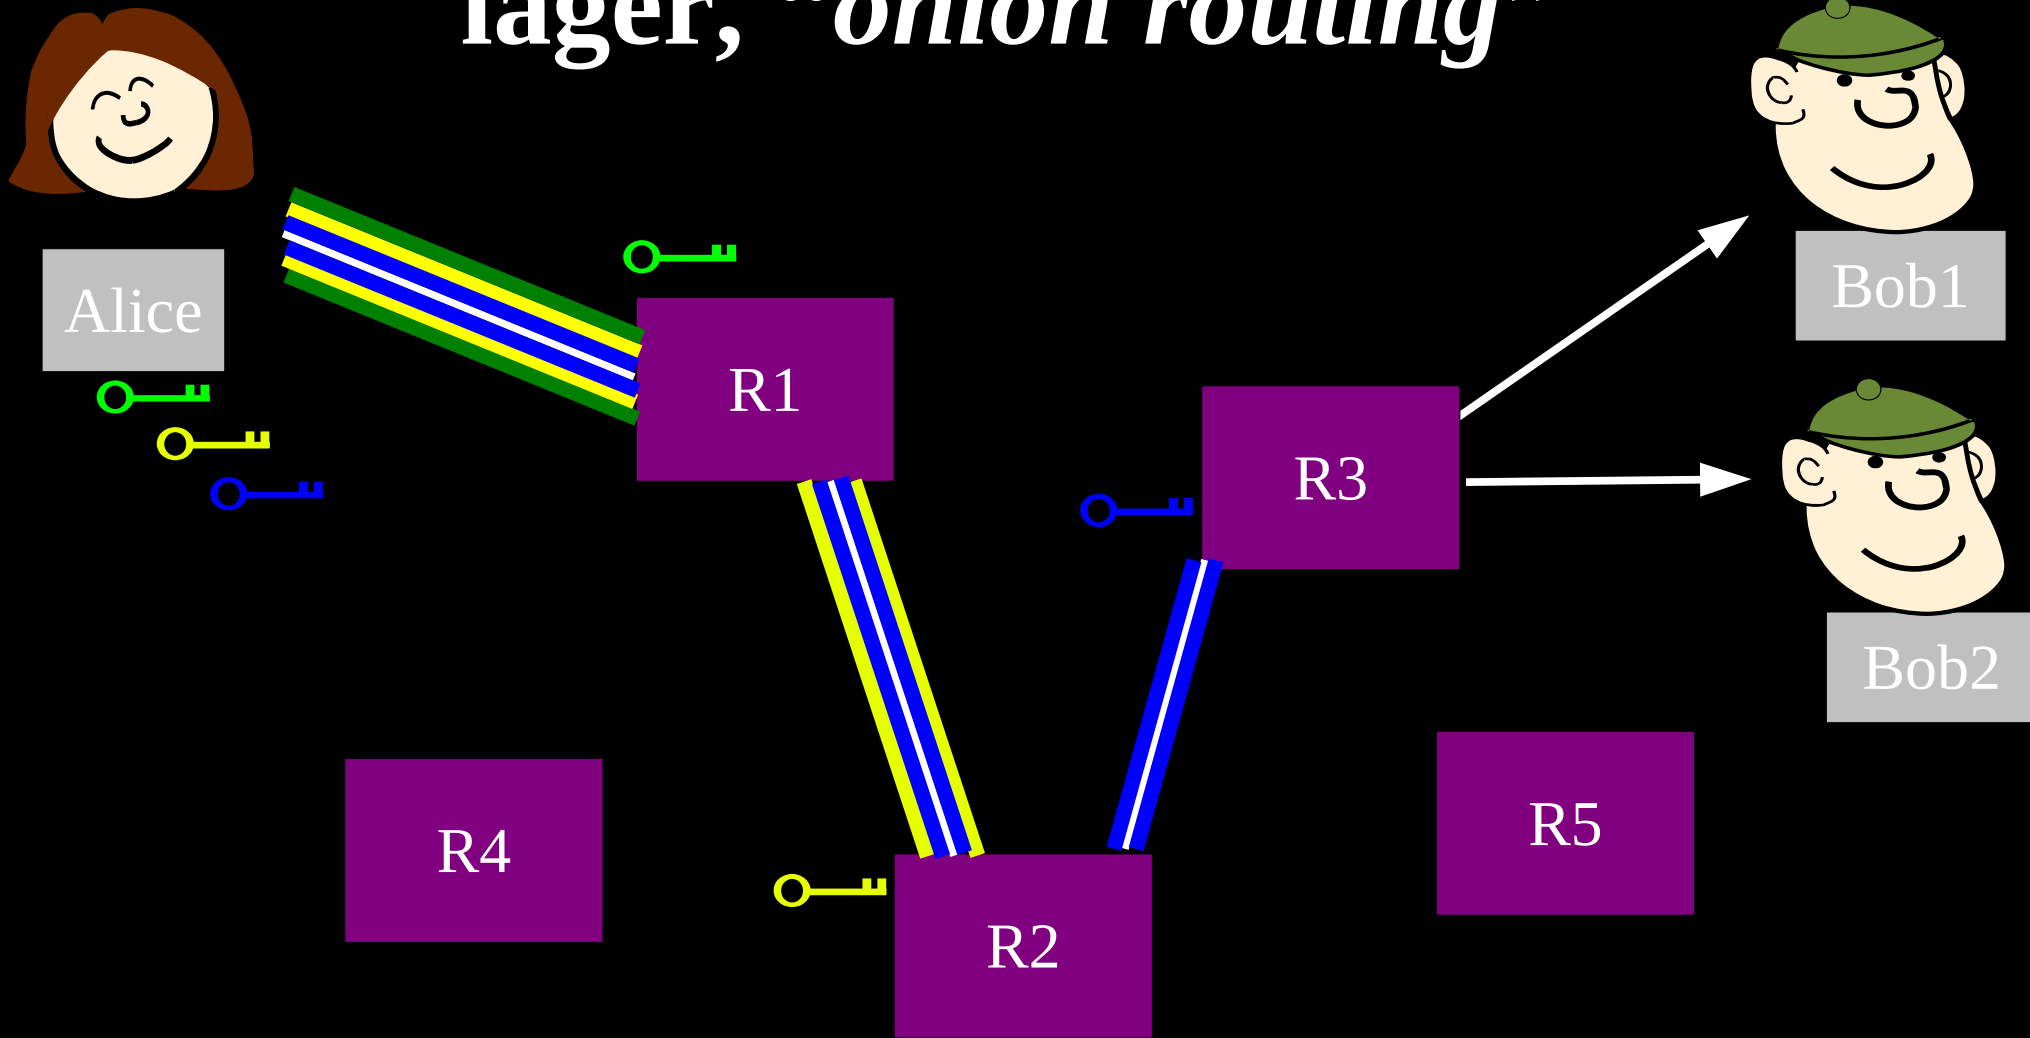 lager, “onion routing”
Alice
R1
Bob1
R3
Bob2
R4
R5
R2